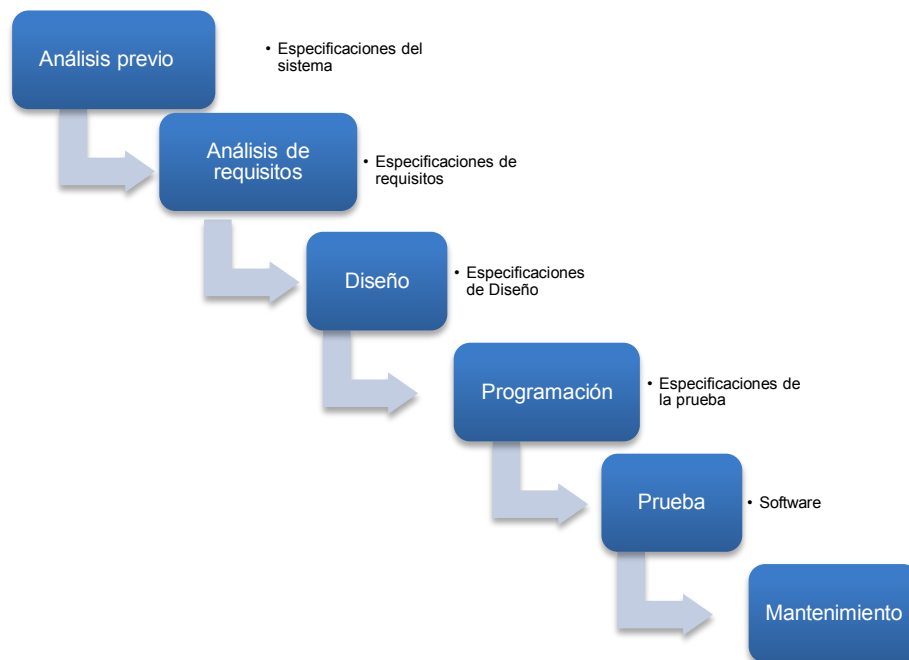 Análisis previo
• Especificaciones del
sistema
Análisis de
requisitos
• Especificaciones de
requisitos
Diseño
• Especificaciones
de Diseño
Programación
• Especificaciones de
la prueba
Prueba
• Software
Mantenimiento